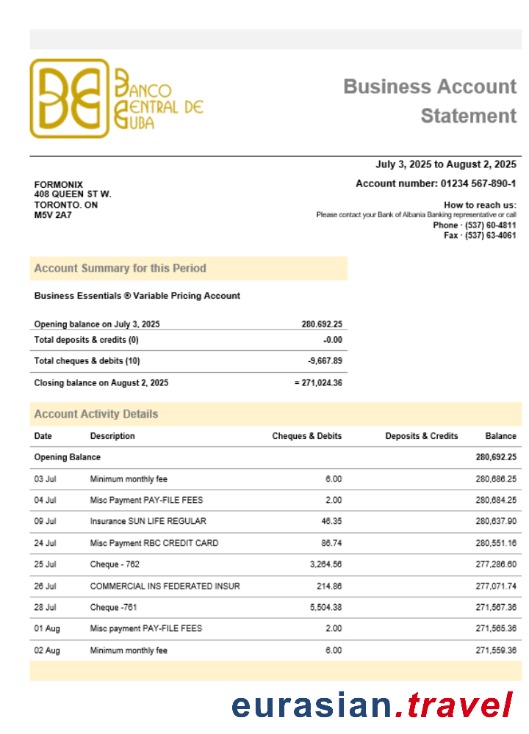 BANCO
CENTRAL DE
CUBA
Business Account
Statement
July 3, 2025 to August 2, 2025
Account number: 01234 567-890-1
FORMONIX
408 QUEEN ST W.
TORONTO. ON
M5V 2A7
How to reach us:
Please contact your Bank of Albania Banking representative or call
Phone · (537) 60-4811
Fax · (537) 63-4061
Account Summary for this Period
Business Essentials ® Variable Pricing Account
Opening balance on July 3, 2025 280,692.25
Total deposits & credits (0) -0.00
Total cheques & debits (10) -9,667.89
Closing balance on August 2, 2025 = 271,024.36
Account Activity Details
Date Description Cheques & Debits Deposits & Credits Balance
Opening Balance 280,692.25
03 Jul Minimum monthly fee 6.00 280,686.25
04 Jul Misc Payment PAY-FILE FEES 2.00 280,684.25
09 Jul Insurance SUN LIFE REGULAR 46.35 280,637.90
24 Jul Misc Payment RBC CREDIT CARD 86.74 280,551.16
25 Jul Cheque - 762 3,264.56 277,286.60
26 Jul COMMERCIAL INS FEDERATED INSUR 214.86 277,071.74
28 Jul Cheque -761 5,504.38 271,567.36
01 Aug Misc payment PAY-FILE FEES 2.00 271,565.36
02 Aug Minimum monthly fee 6.00 271,559.36
eurasian.travel